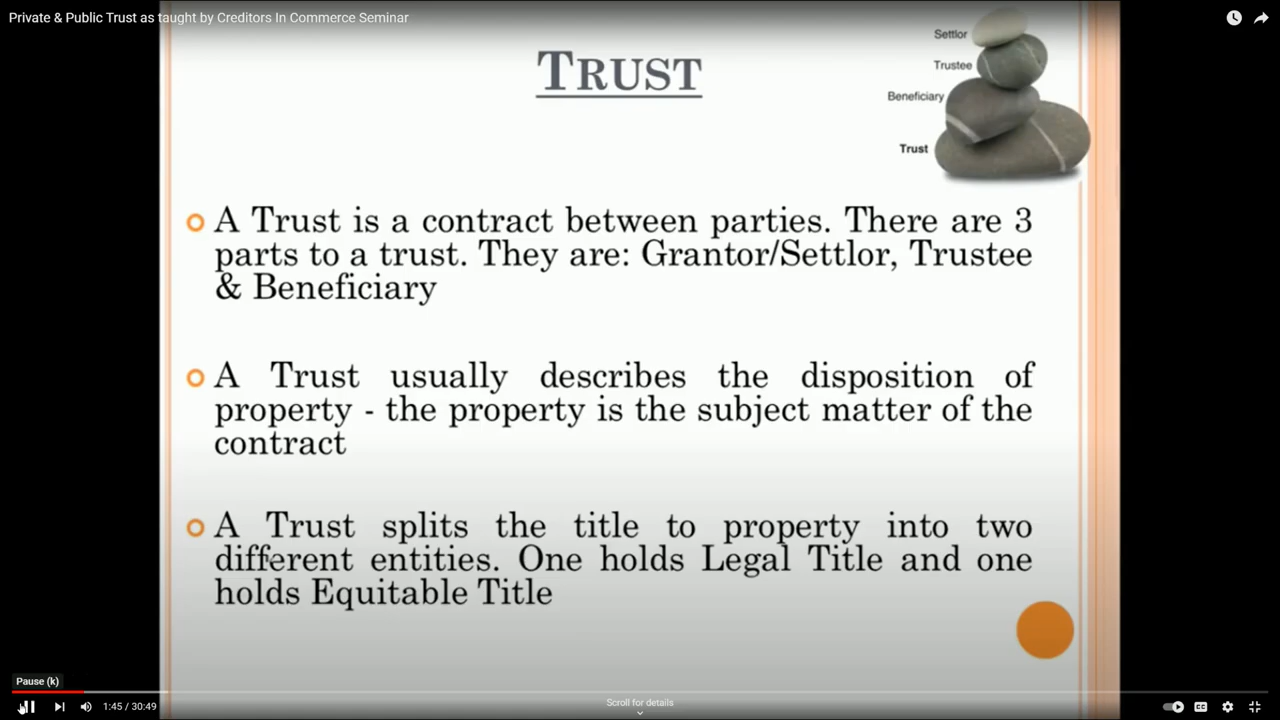 Private & Public Trust as taught by Creditors In Commerce Seminar
TRUST
Settlor
Trustee
Beneficiary
Trust
A Trust is a contract between parties. There are 3
parts to a trust. They are: Grantor/Settlor, Trustee
& Beneficiary
A Trust usually describes the disposition of
property - the property is the subject matter of the
contract
A Trust splits the title to property into two
different entities. One holds Legal Title and one
holds Equitable Title
Pause (k)
1:45 / 30:49
Scroll for details
CC